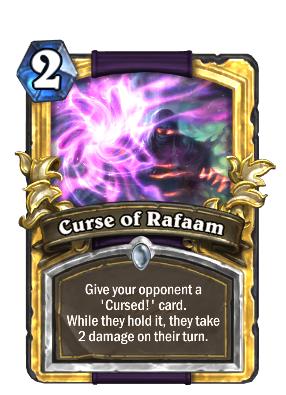 2
Curse of Rafaam
Give your opponent a
'Cursed!' card.
While they hold it, they take
2 damage on their turn.